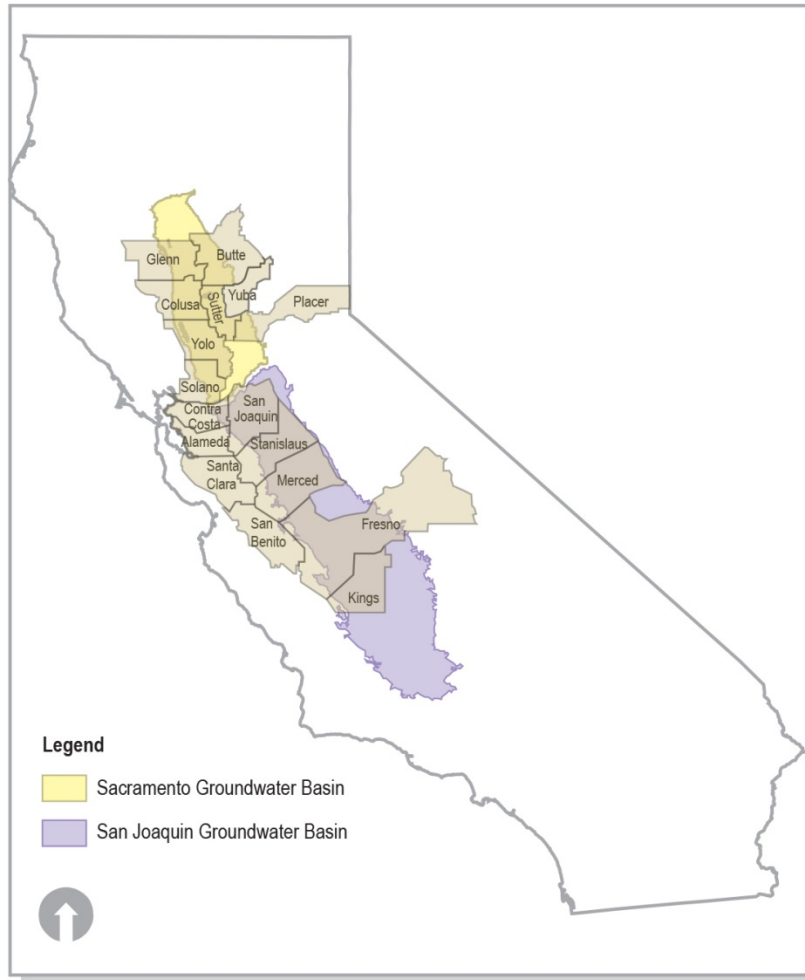 Glenn
Butte
Colusa
Sutter
Yuba
Placer
Yolo
Solano
Contra
Costa
San
Joaquin
Alameda
Stanislaus
Santa
Clara
Merced
San
Benito
Fresno
Kings
Legend
Sacramento Groundwater Basin
San Joaquin Groundwater Basin